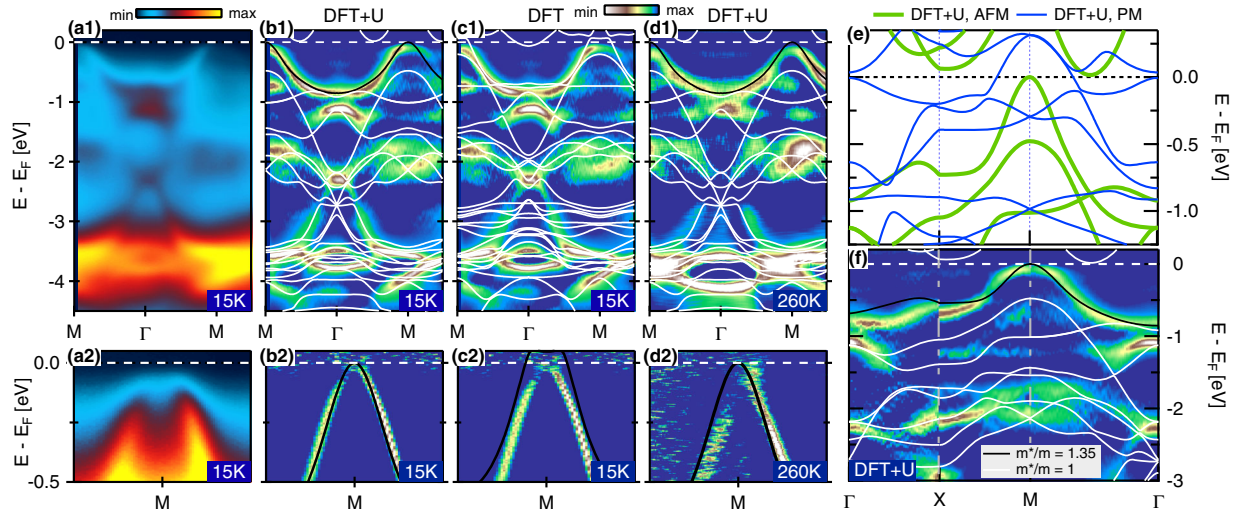 min max DFT+U DFT min max DFT+U
DFT+U, AFM DFT+U, PM
(a1) (b1) (c1) (d1) (e)
E - E_F [eV]
0
-1
-2
-3
-4
15K 15K 15K 260K
M Γ M M Γ M M Γ M M Γ M
0.0
-0.5
-1.0
E - E_F [eV]
(a2) (b2) (c2) (d2) (f)
E - E_F [eV]
0.0
-0.5
15K 15K 15K 260K
M M M M
0
-1
-2
-3
E - E_F [eV]
m*/m = 1.35
m*/m = 1
DFT+U
Γ X M Γ